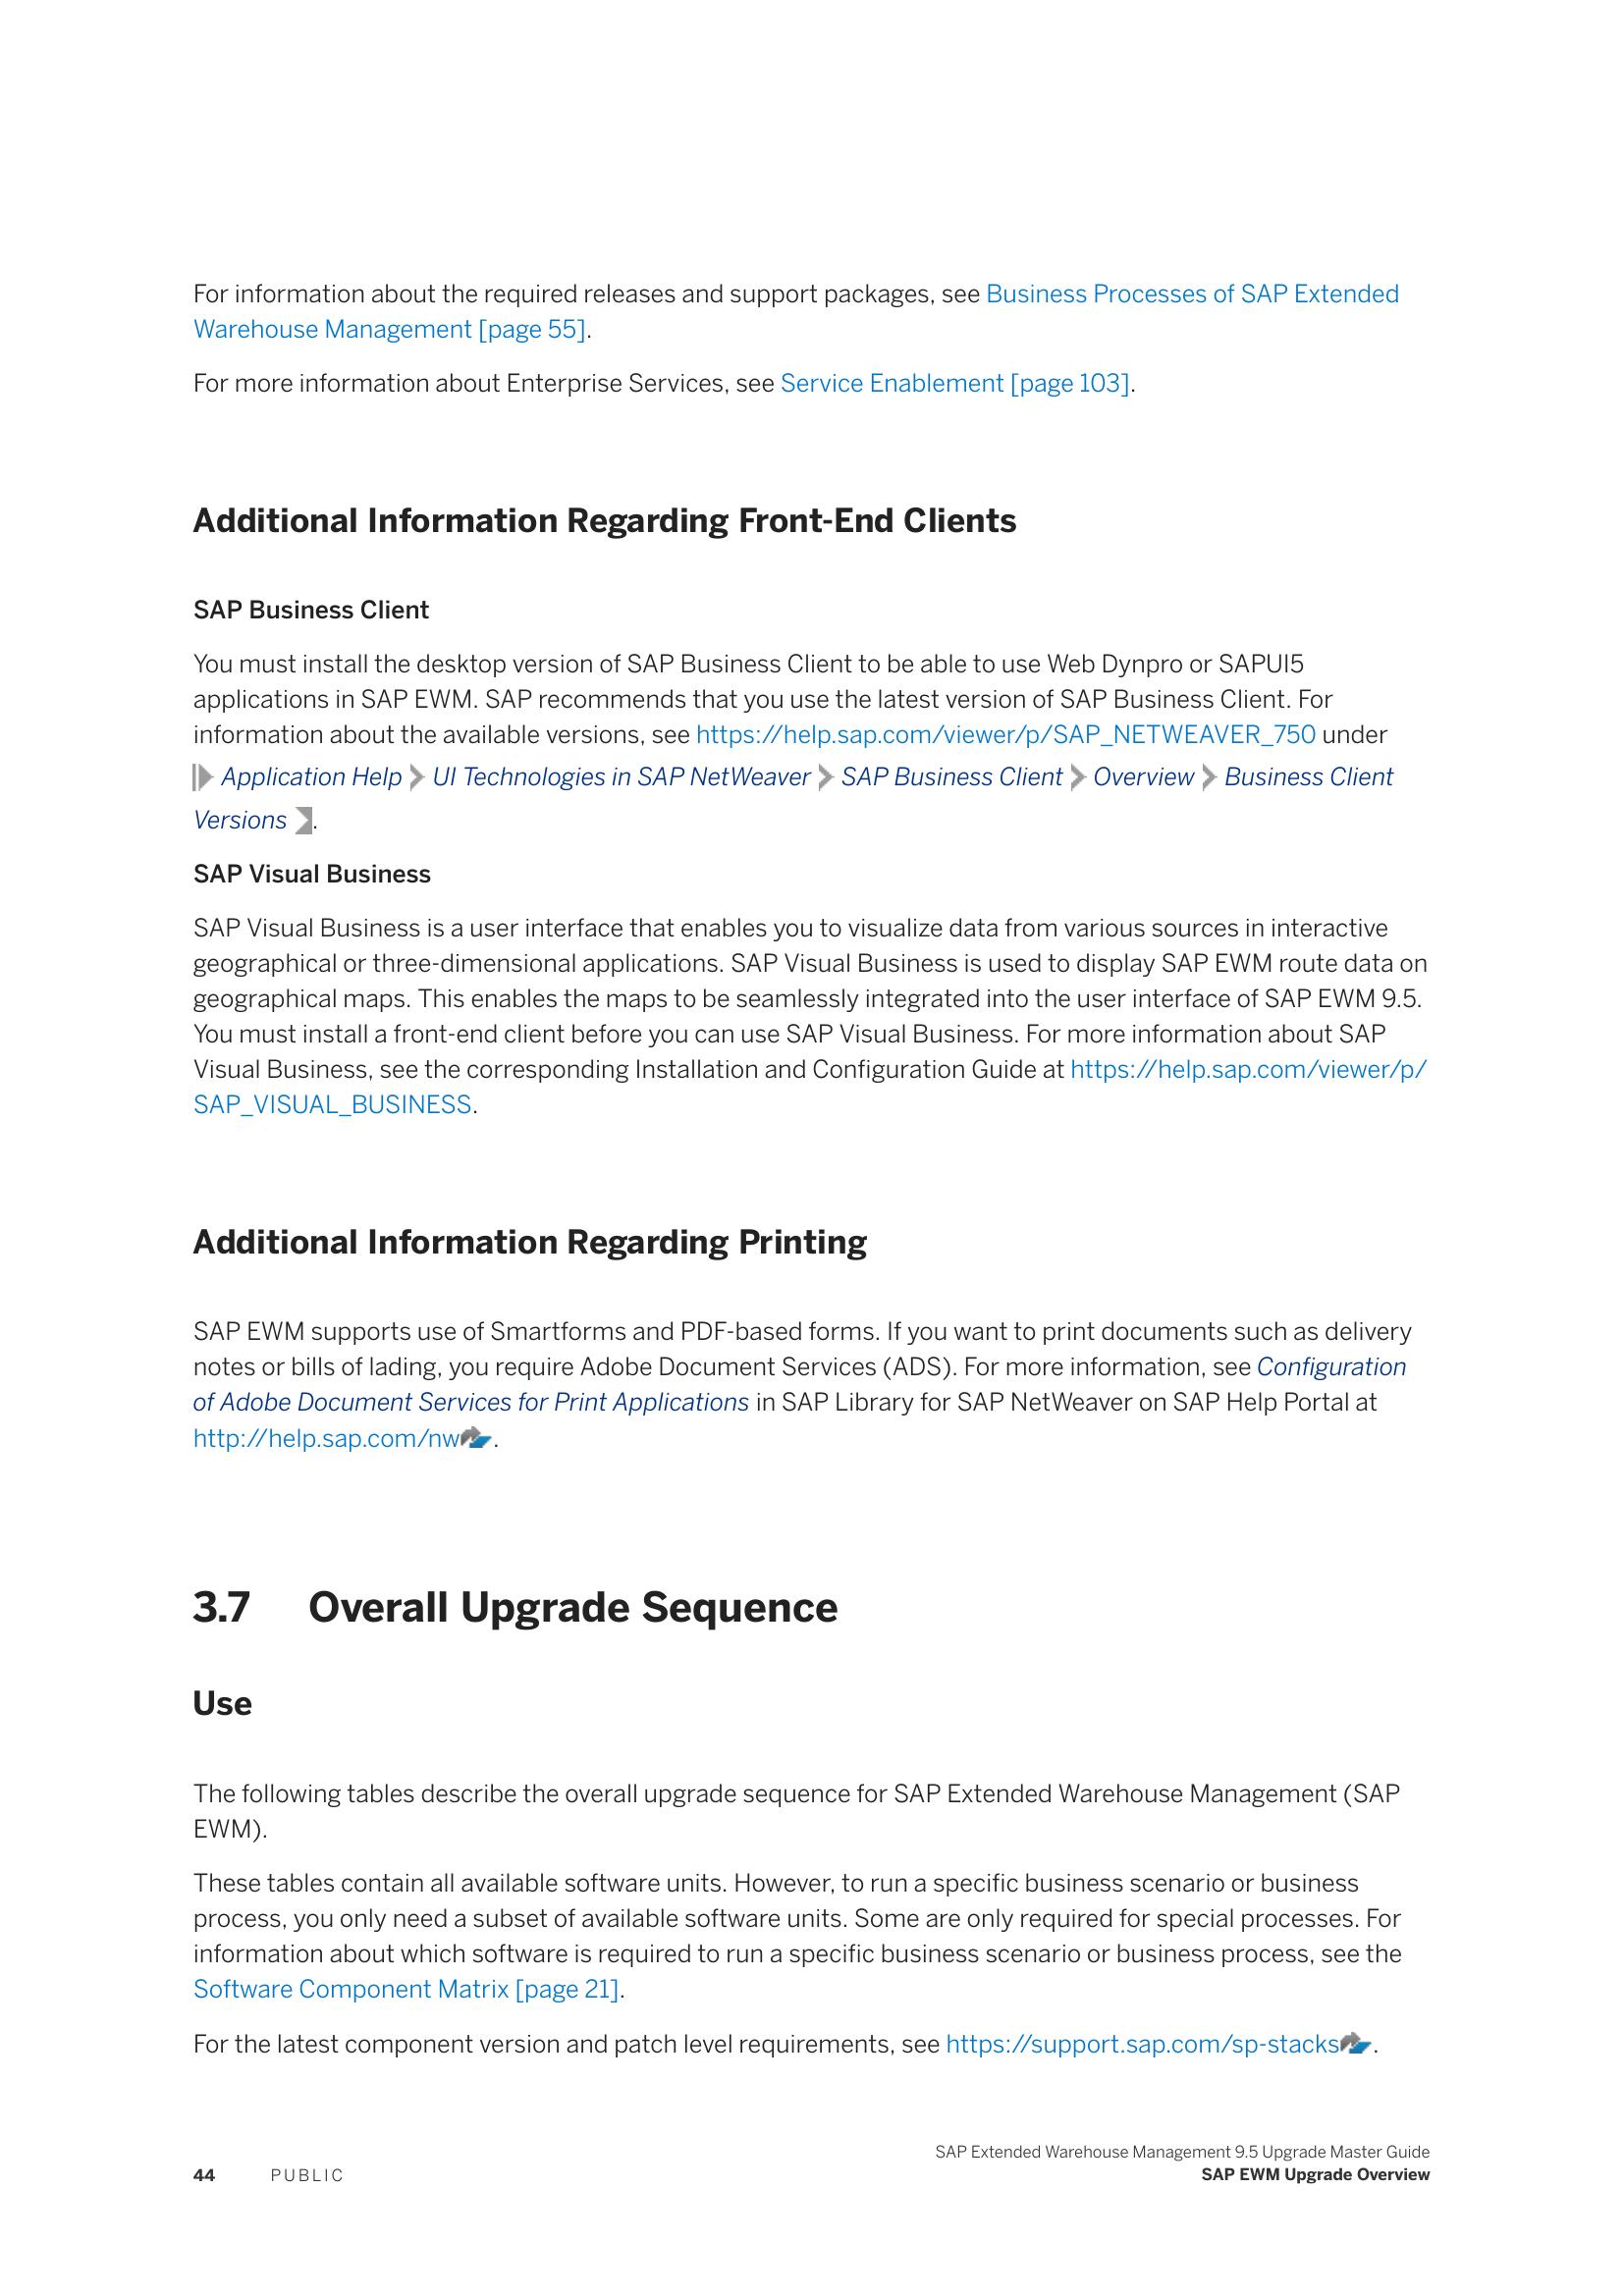 For information about the required releases and support packages, see Business Processes of SAP Extended
Warehouse Management [page 55].
For more information about Enterprise Services, see Service Enablement [page 103].
Additional Information Regarding Front-End Clients
SAP Business Client
You must install the desktop version of SAP Business Client to be able to use Web Dynpro or SAPUI5
applications in SAP EWM. SAP recommends that you use the latest version of SAP Business Client. For
information about the available versions, see https://help.sap.com/viewer/p/SAP_NETWEAVER_750 under
Application Help UI Technologies in SAP NetWeaver SAP Business Client Overview Business Client
Versions .
SAP Visual Business
SAP Visual Business is a user interface that enables you to visualize data from various sources in interactive
geographical or three-dimensional applications. SAP Visual Business is used to display SAP EWM route data on
geographical maps. This enables the maps to be seamlessly integrated into the user interface of SAP EWM 9.5.
You must install a front-end client before you can use SAP Visual Business. For more information about SAP
Visual Business, see the corresponding Installation and Configuration Guide at https://help.sap.com/viewer/p/
SAP_VISUAL_BUSINESS.
Additional Information Regarding Printing
SAP EWM supports use of Smartforms and PDF-based forms. If you want to print documents such as delivery
notes or bills of lading, you require Adobe Document Services (ADS). For more information, see Configuration
of Adobe Document Services for Print Applications in SAP Library for SAP NetWeaver on SAP Help Portal at
http://help.sap.com/nw .
3.7 Overall Upgrade Sequence
Use
The following tables describe the overall upgrade sequence for SAP Extended Warehouse Management (SAP
EWM).
These tables contain all available software units. However, to run a specific business scenario or business
process, you only need a subset of available software units. Some are only required for special processes. For
information about which software is required to run a specific business scenario or business process, see the
Software Component Matrix [page 21].
For the latest component version and patch level requirements, see https://support.sap.com/sp-stacks .
SAP Extended Warehouse Management 9.5 Upgrade Master Guide
44 PUBLIC SAP EWM Upgrade Overview